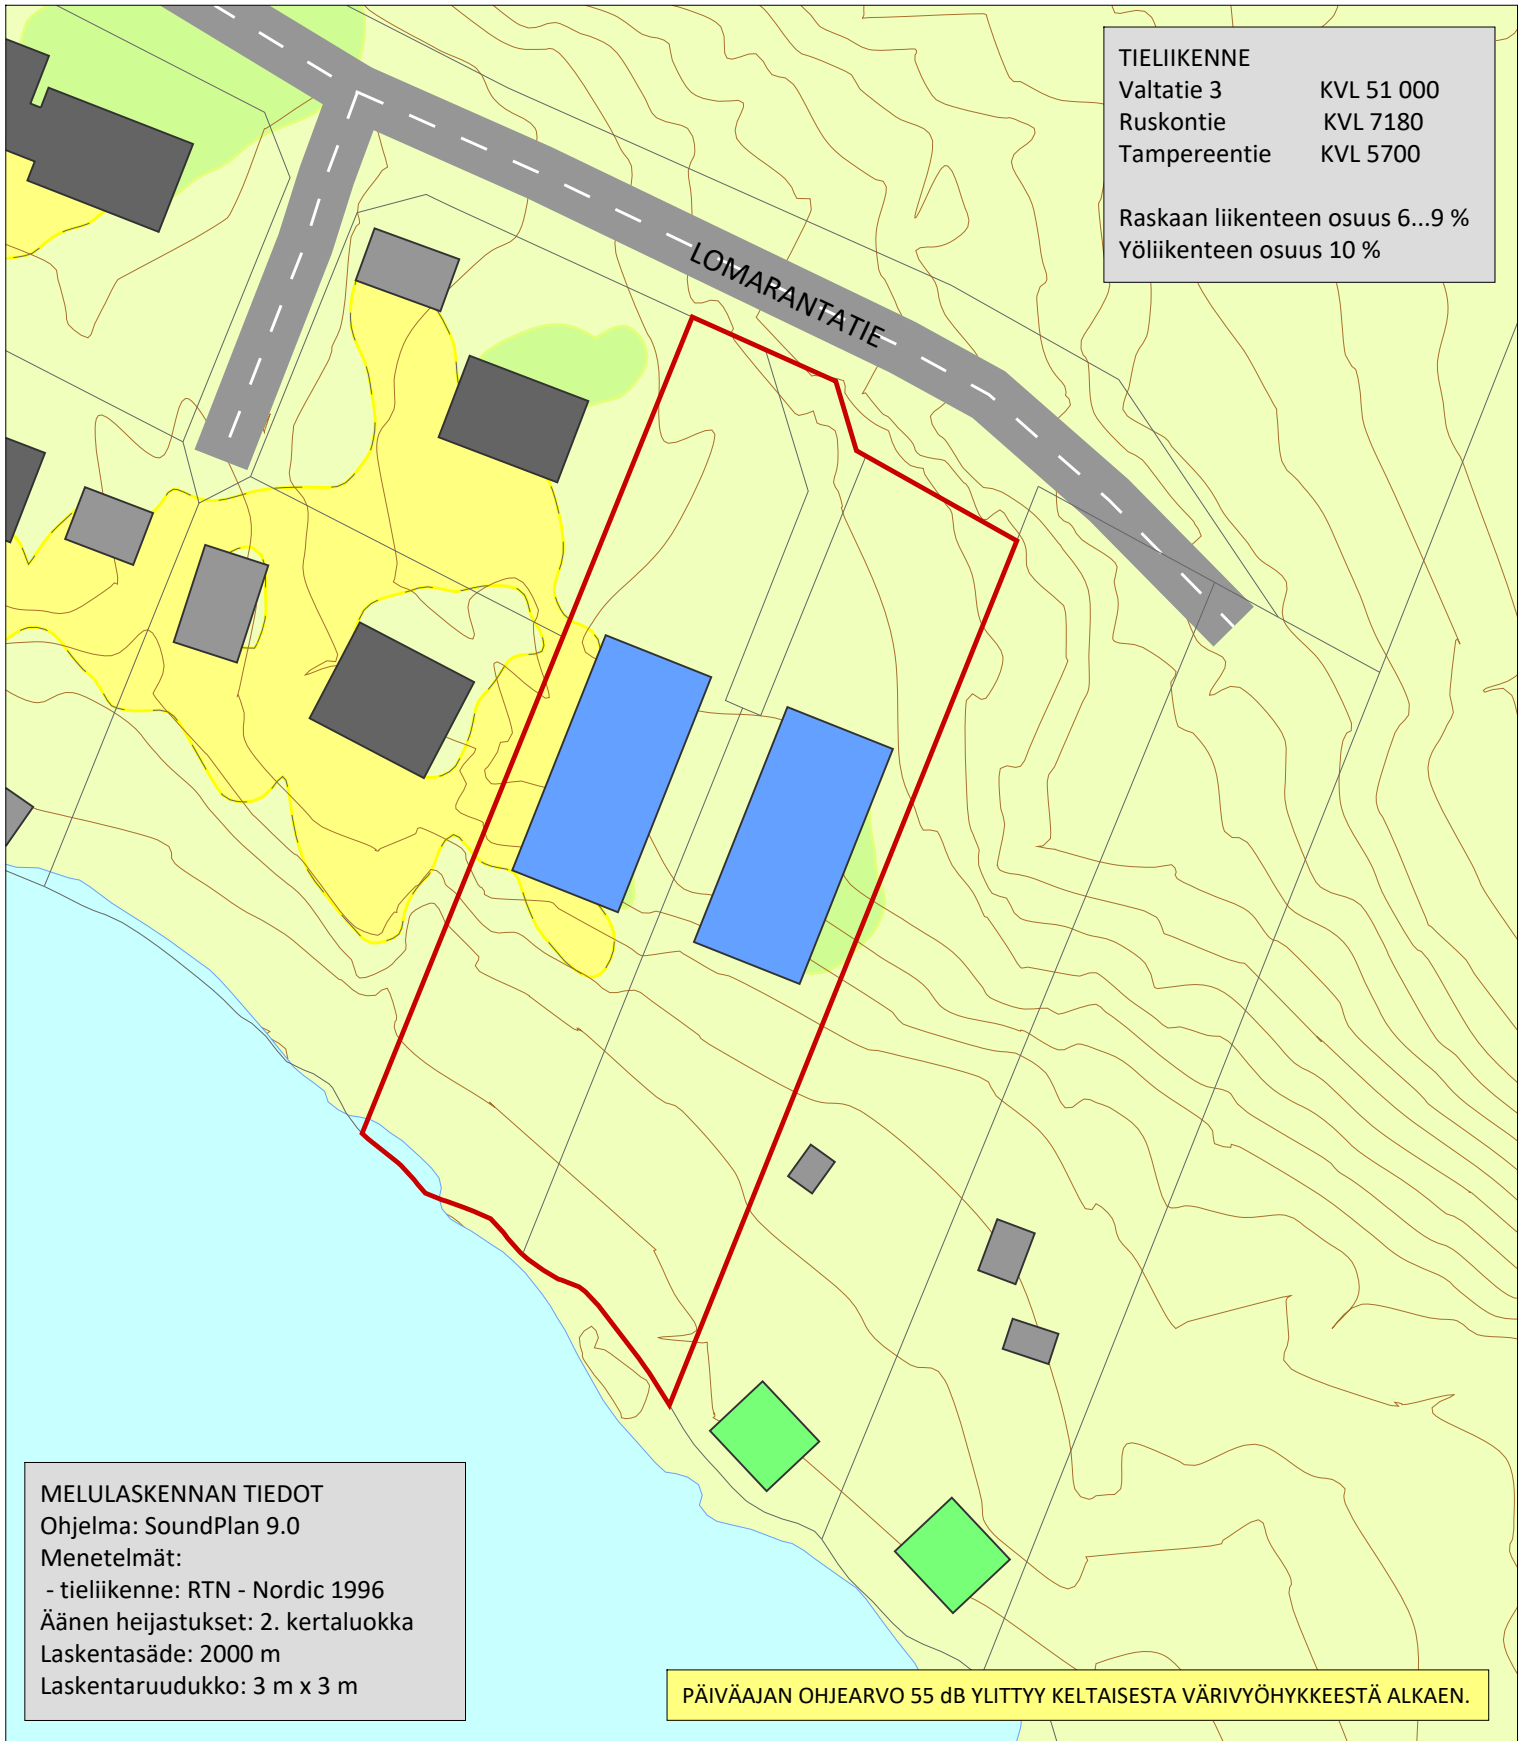 TIELIIKENNE
Valtatie 3 KVL 51 000
Ruskontie KVL 7180
Tampereentie KVL 5700
Raskaan liikenteen osuus 6...9 %
Yöliikenteen osuus 10 %
LOMARANTATIE
MELULASKENNAN TIEDOT
Ohjelma: SoundPlan 9.0
Menetelmät:
- tieliikenne: RTN - Nordic 1996
Äänen heijastukset: 2. kertaluokka
Laskentasäde: 2000 m
Laskentaruudukko: 3 m x 3 m
PÄIVÄAJAN OHJEARVO 55 dB YLITTYY KELTAISESTA VÄRIVYÖHYKKEESTÄ ALKAEN.